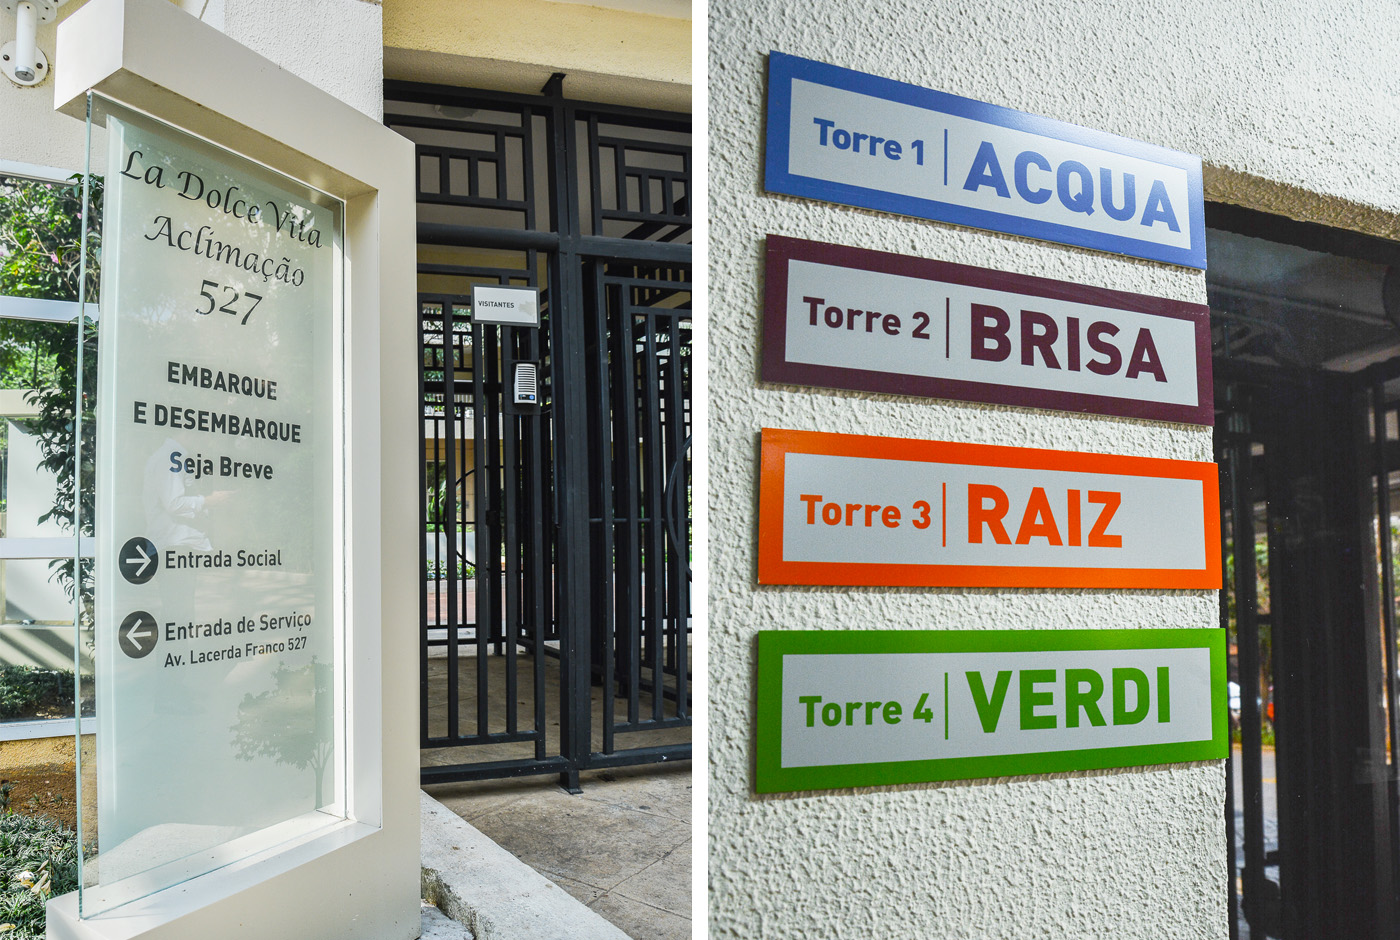 La Dolce Vita
Aclimação
527
EMBARQUE
E DESEMBARQUE
Seja Breve
Entrada Social
Entrada de Serviço
Av. Lacerda Franco 527
VISITANTES
Torre 1 ACQUA
Torre 2 BRISA
Torre 3 RAIZ
Torre 4 VERDI